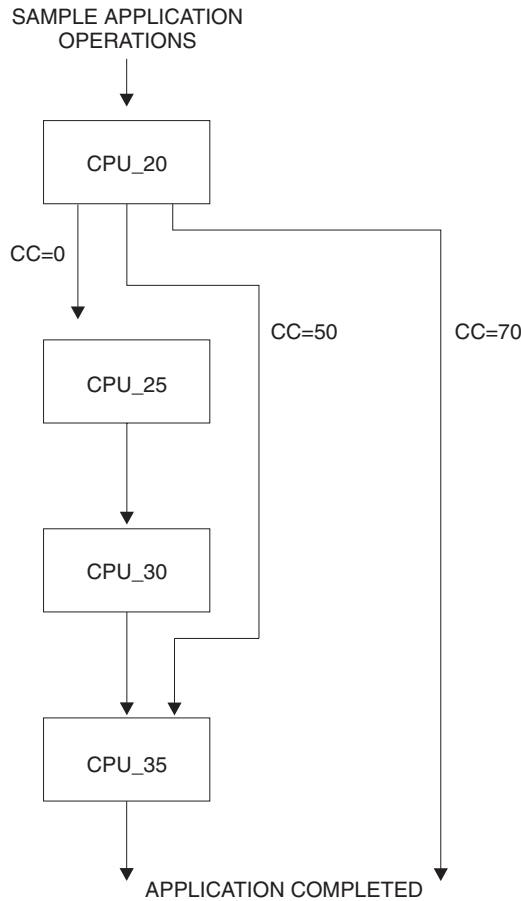 SAMPLE APPLICATION
OPERATIONS
CPU_20
CC=0
CC=50
CC=70
CPU_25
CPU_30
CPU_35
APPLICATION COMPLETED